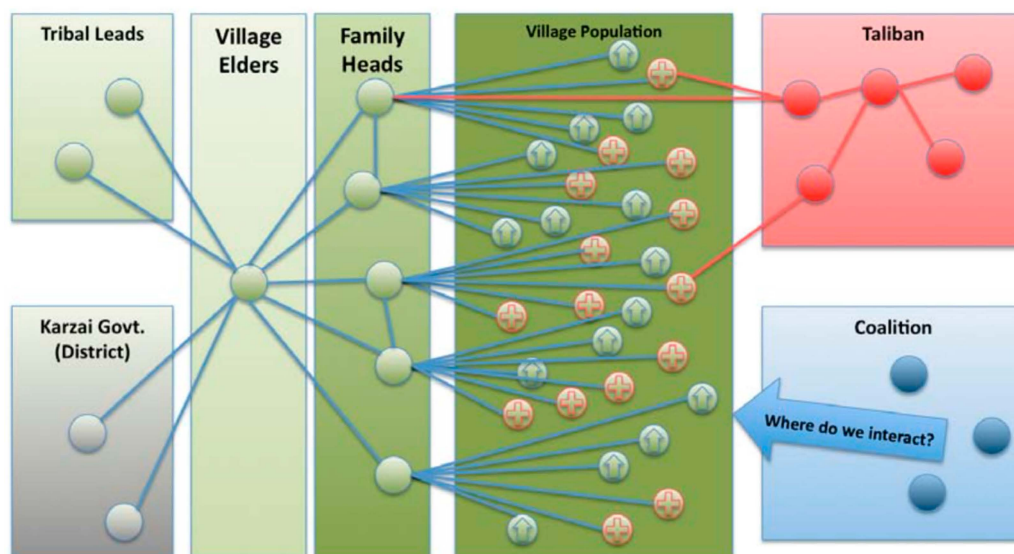 Tribal Leads
Village
Elders
Family
Heads
Village Population
Taliban
Karzai Govt.
(District)
Coalition
Where do we interact?